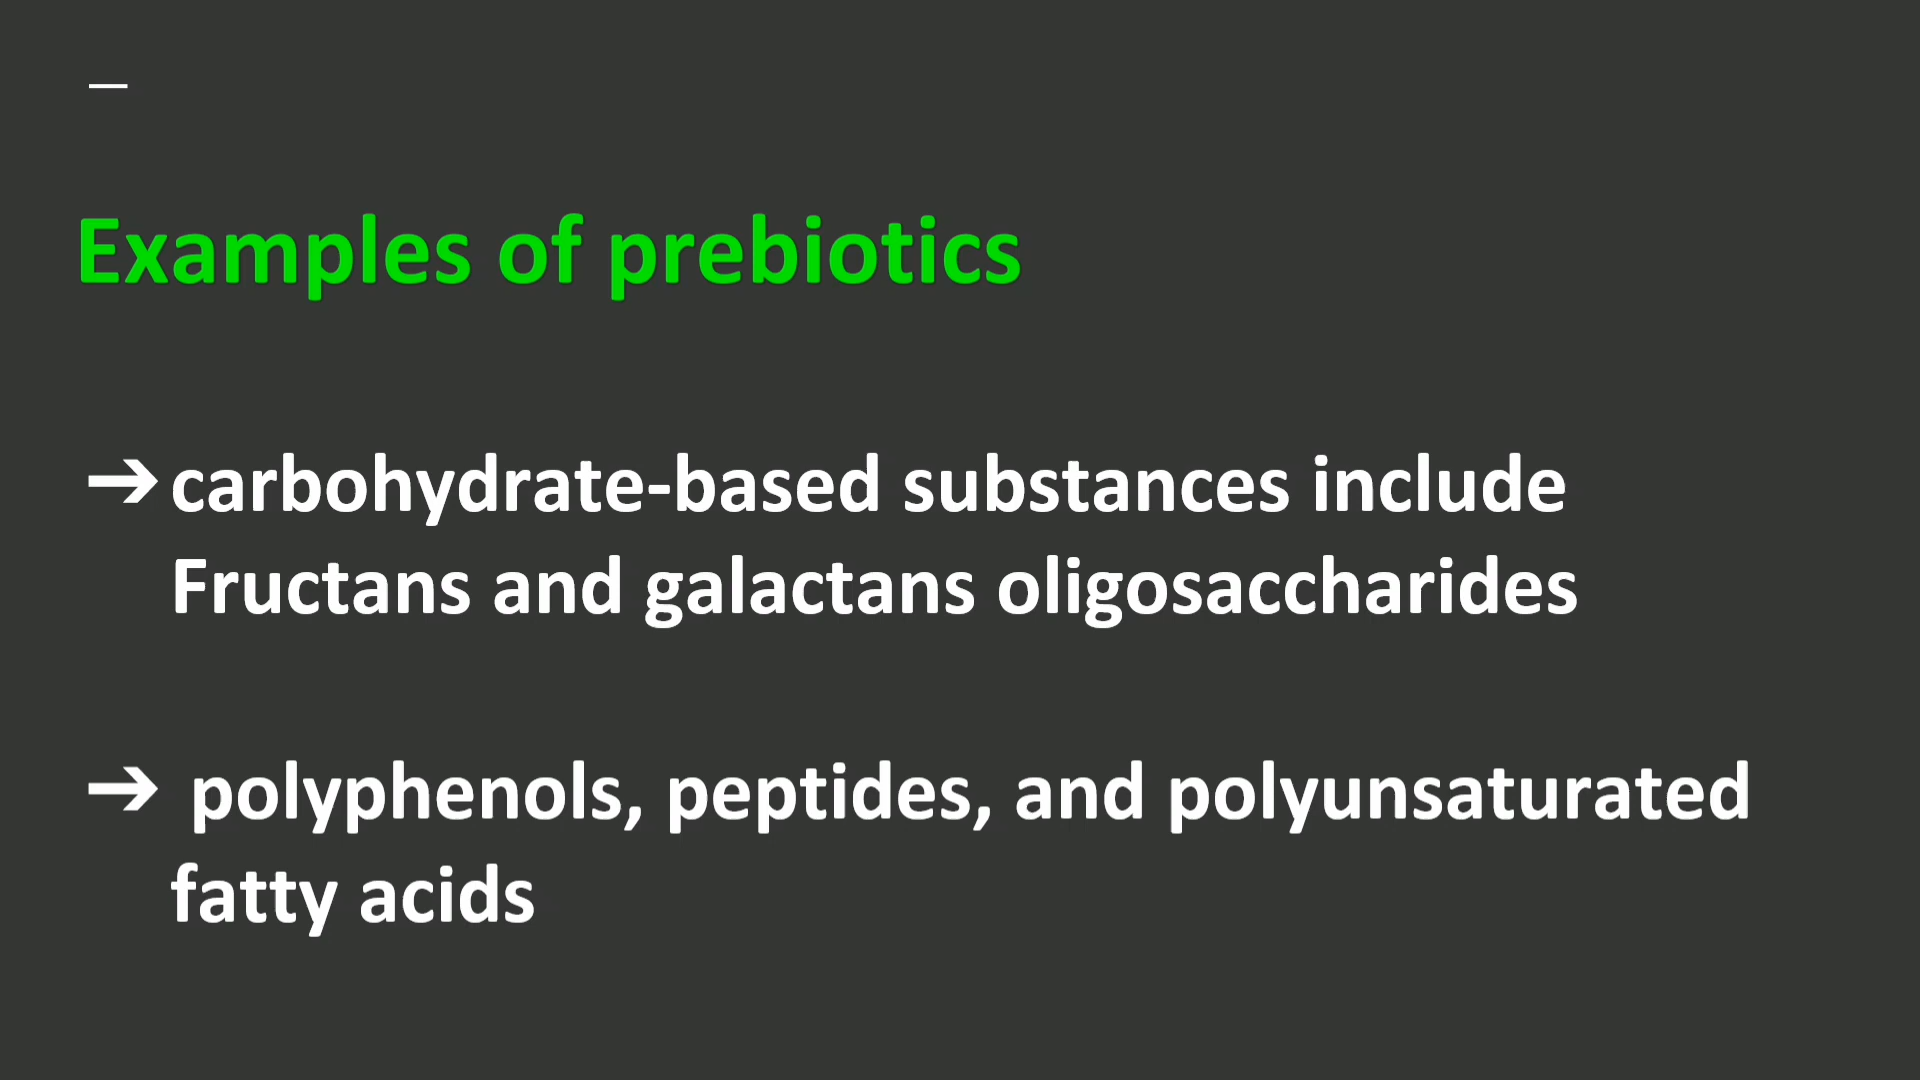 Examples of prebiotics
➔ carbohydrate-based substances include
Fructans and galactans oligosaccharides
➔ polyphenols, peptides, and polyunsaturated
fatty acids